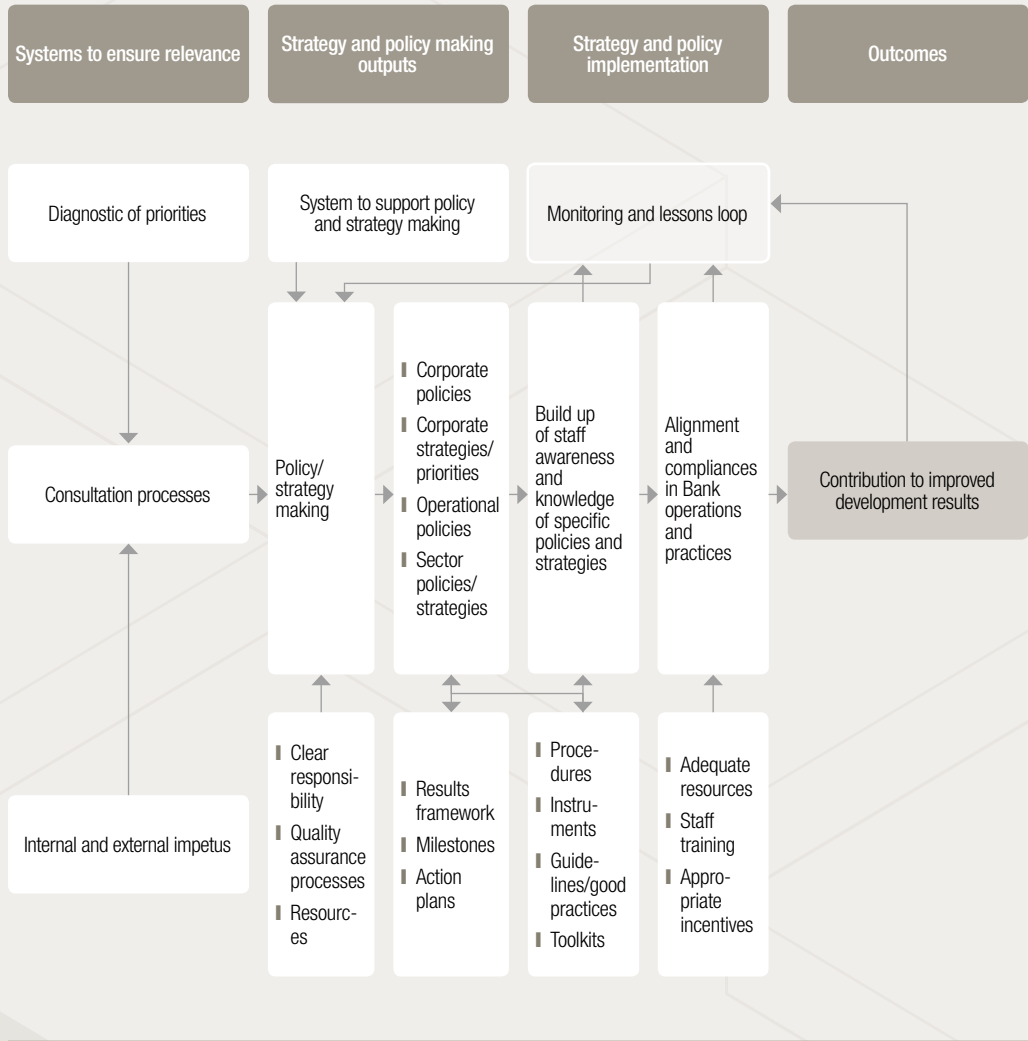 Systems to ensure relevance
Strategy and policy making
outputs
Strategy and policy
implementation
Outcomes
Diagnostic of priorities
System to support policy
and strategy making
Monitoring and lessons loop
Consultation processes
Policy/
strategy
making
Corporate
policies
Corporate
strategies/
priorities
Operational
policies
Sector
policies/
strategies
Build up
of staff
awareness
and
knowledge
of specific
policies and
strategies
Alignment
and
compliances
in Bank
operations
and
practices
Contribution to improved
development results
Internal and external impetus
Clear
responsi-
bility
Quality
assurance
processes
Resourc-
es
Results
framework
Milestones
Action
plans
Proce-
dures
Instru-
ments
Guide-
lines/good
practices
Toolkits
Adequate
resources
Staff
training
Appro-
priate
incentives